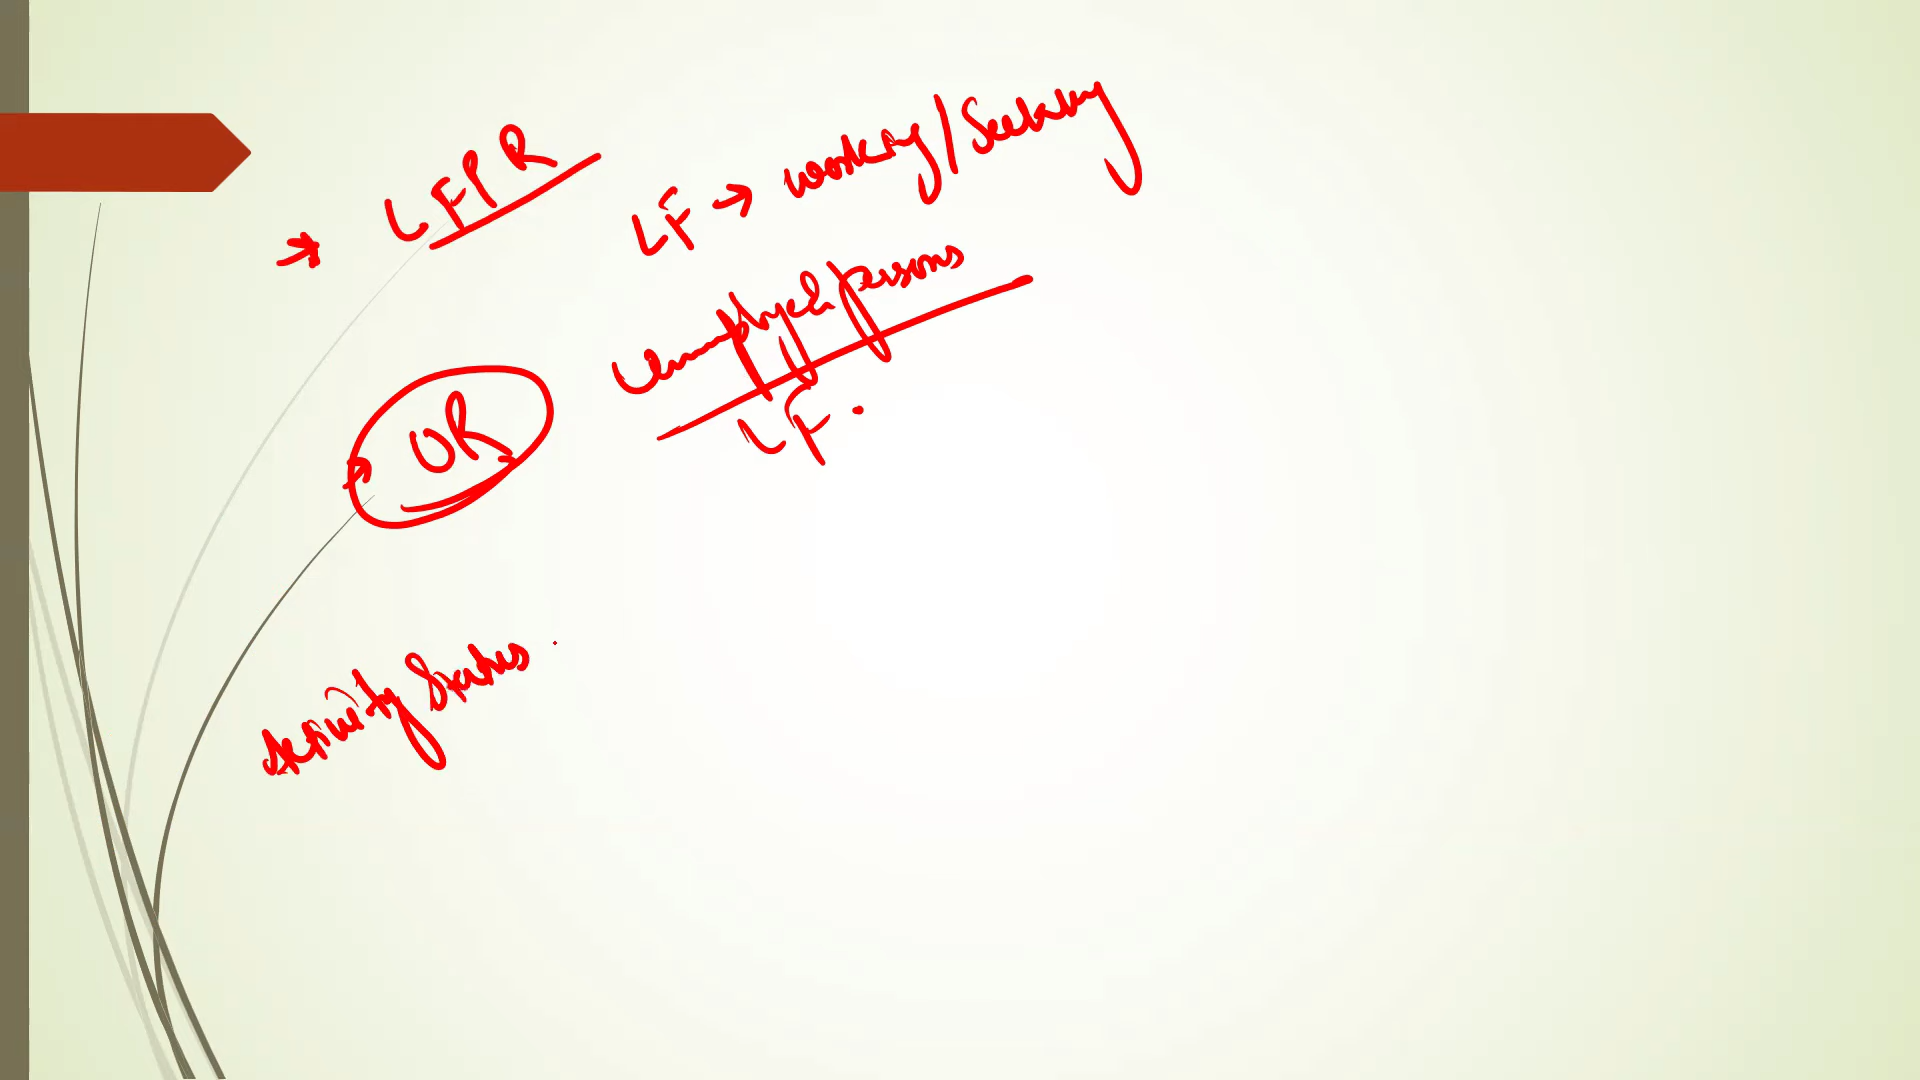 → LFPR
LF → working/Seeking
→ UR
Unemployed persons
LF.
Activity Status.